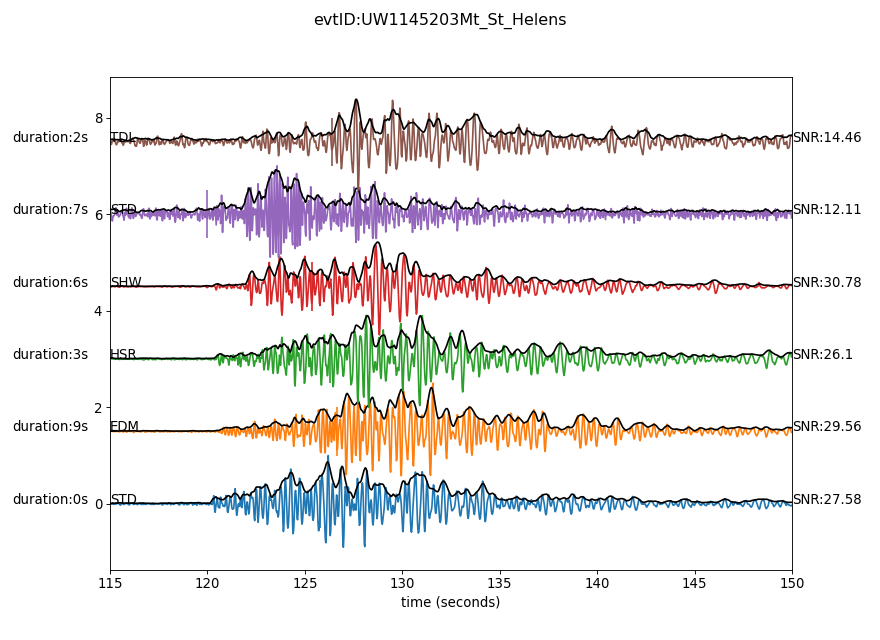 evtID:UW1145203Mt_St_Helens
8
duration:2s TDL SNR:14.46
duration:7s STD SNR:12.11
6
duration:6s SHW SNR:30.78
4
duration:3s HSR SNR:26.1
2
duration:9s EDM SNR:29.56
duration:0s STD SNR:27.58
0
115 120 125 130 135 140 145 150
time (seconds)